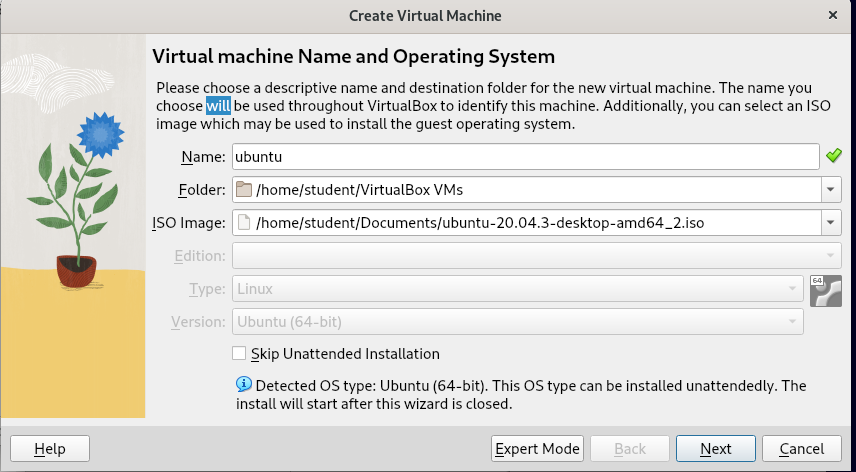 Create Virtual Machine
×
Virtual machine Name and Operating System
Please choose a descriptive name and destination folder for the new virtual machine. The name you
choose will be used throughout VirtualBox to identify this machine. Additionally, you can select an ISO
image which may be used to install the guest operating system.
Name: ubuntu
Folder: /home/student/VirtualBox VMs
ISO Image: /home/student/Documents/ubuntu-20.04.3-desktop-amd64_2.iso
Edition:
Type: Linux 64
Version: Ubuntu (64-bit)
Skip Unattended Installation
Detected OS type: Ubuntu (64-bit). This OS type can be installed unattendedly. The
install will start after this wizard is closed.
Help Expert Mode Back Next Cancel